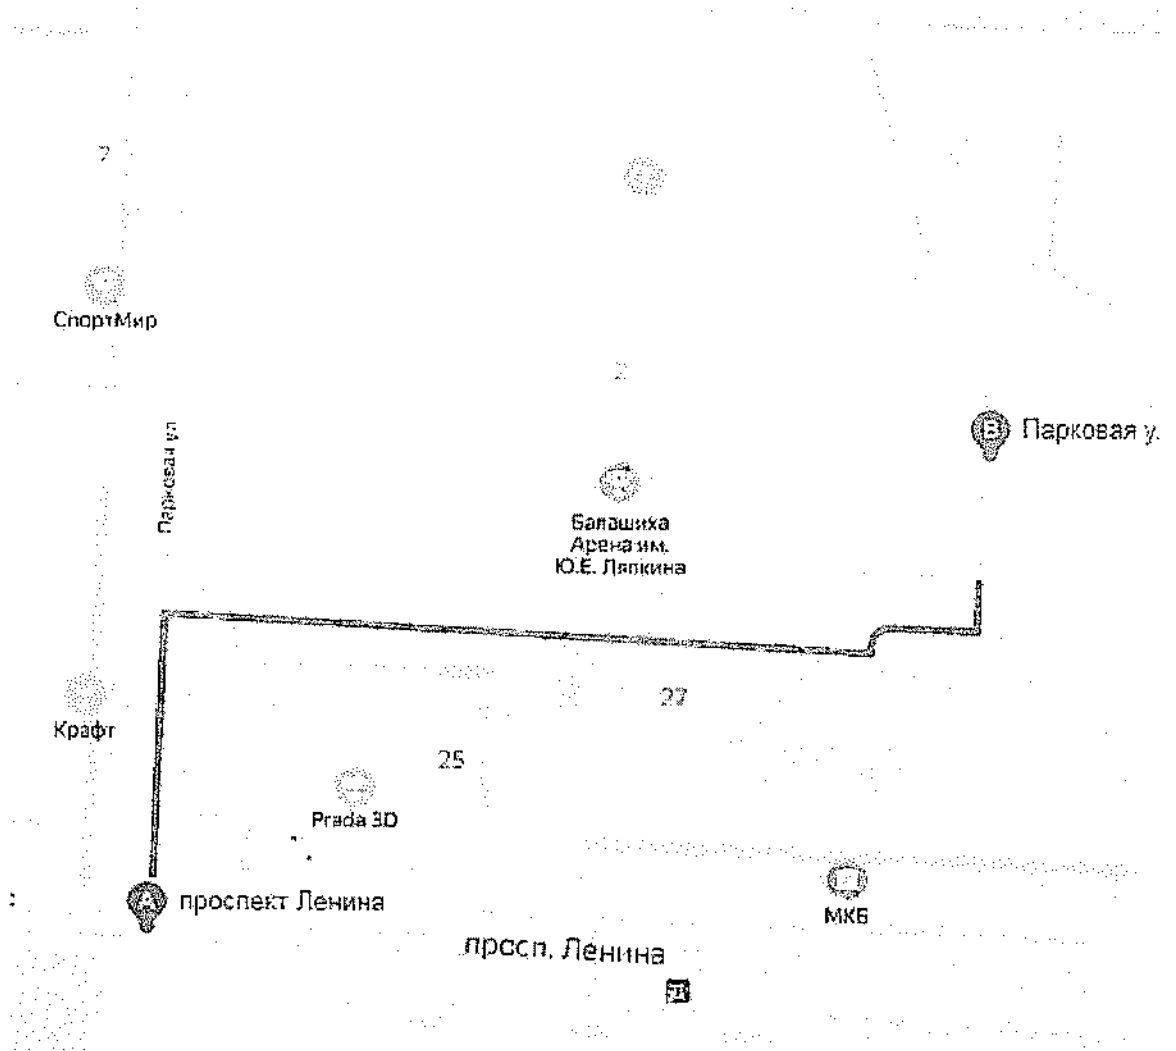 2
СпортМир
2
В Парковая у.
Парковая ул
Балашиха
Арена им.
Ю.Е. Ляпкина
27
Крафт
25
Prada 3D
А проспект Ленина
МКБ
просп. Ленина